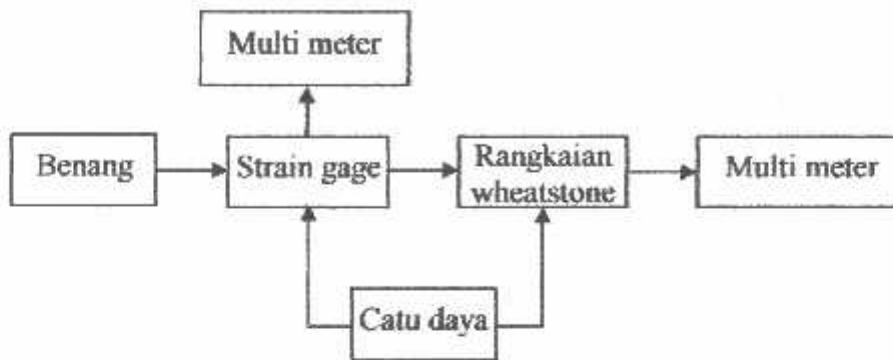 Multi meter
Benang
Strain gage
Rangkaian
wheatstone
Multi meter
Catu daya